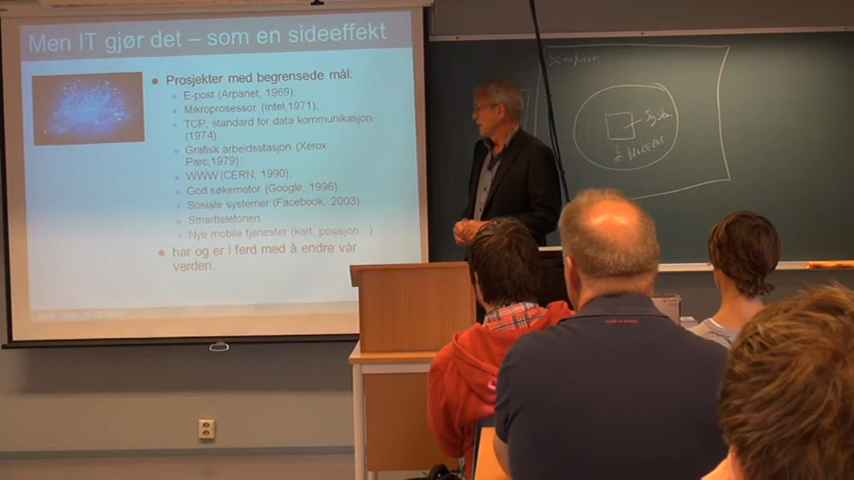 Men IT gjør det – som en sideeffekt
Prosjekter med begrensede mål:
E-post (Arpanet, 1969);
Mikroprosessor (Intel,1971);
TCP, standard for data kommunikasjon
(1974);
Grafisk arbeidsstasjon (Xerox
Parc,1979);
WWW (CERN, 1990);
God søkemotor (Google, 1996)
Sosiale systemer (Facebook, 2003)
Smarttelefonen
Nye mobile tjenester (kart, posisjon )
har og er i ferd med å endre vår
verden.
System